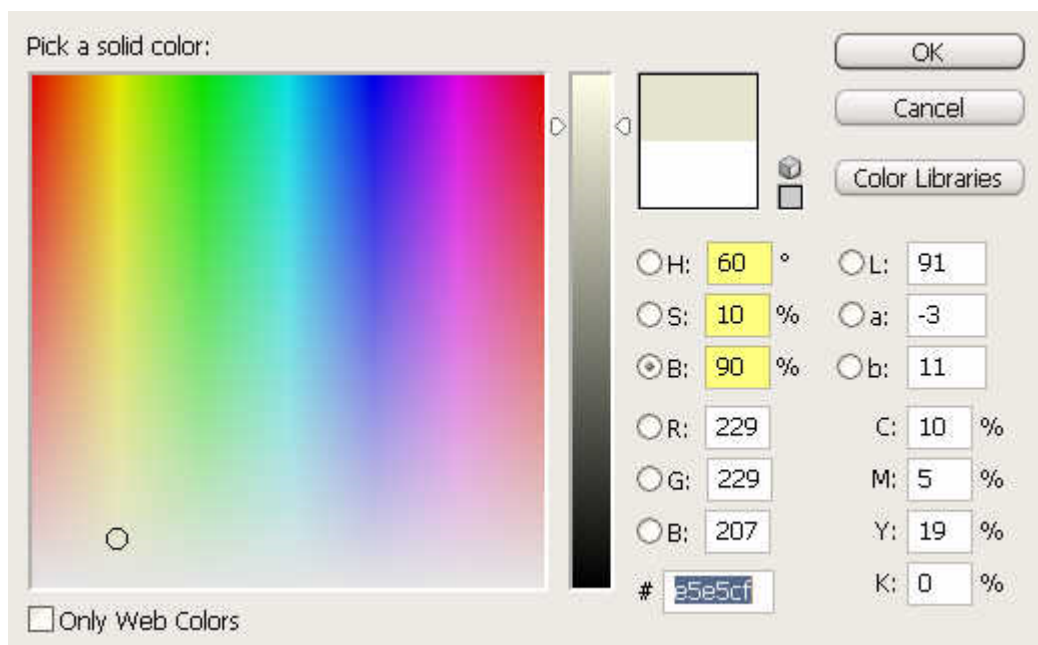 Pick a solid color:
OK
Cancel
Color Libraries
H: 60 °
L: 91
S: 10 %
a: -3
B: 90 %
b: 11
R: 229
C: 10 %
G: 229
M: 5 %
B: 207
Y: 19 %
# e5e5cf
K: 0 %
Only Web Colors